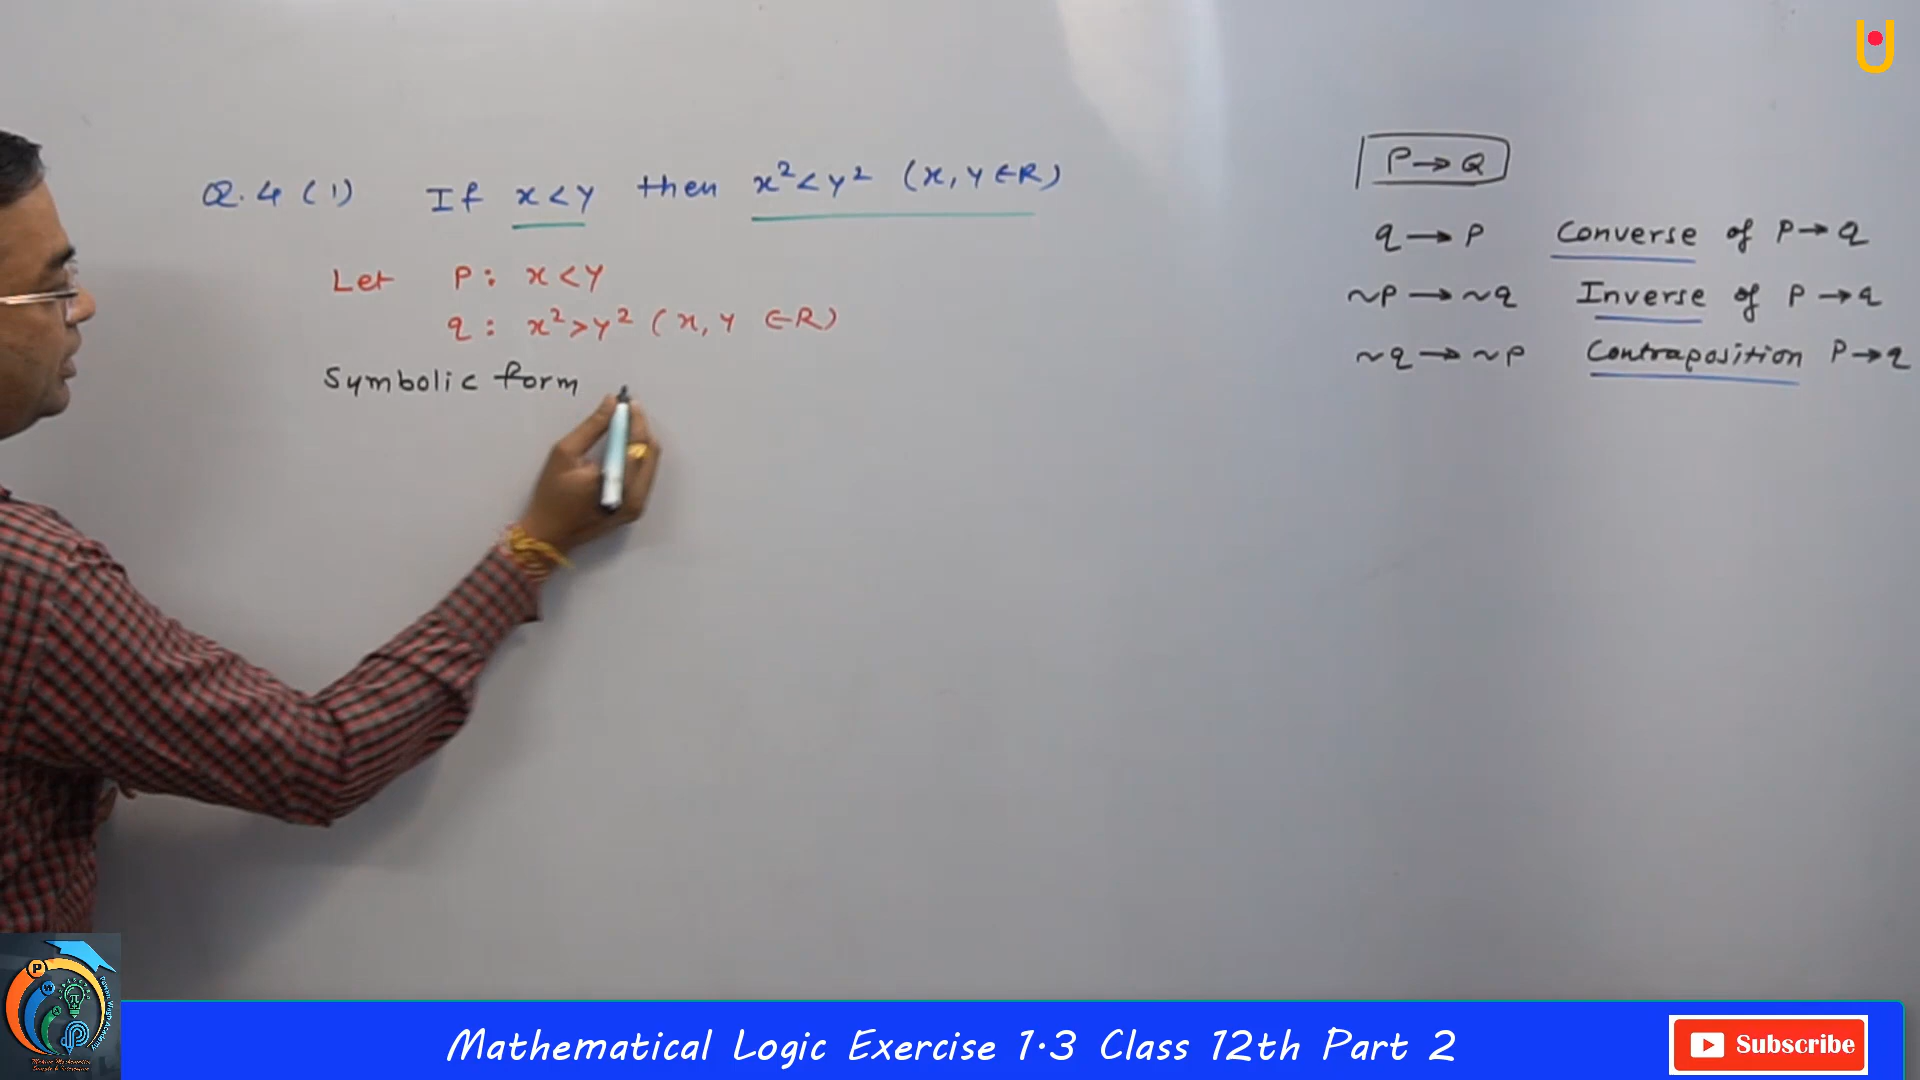 Q.4 (1) If x<y then x²<y² (x,y∈R)
Let P: x<y
q: x²>y² (x,y ∈R)
Symbolic form
P→Q
q→P Converse of P→q
~P→~q Inverse of P→q
~q→~P Contraposition P→q
Mathematical Logic Exercise 1.3 Class 12th Part 2
Subscribe